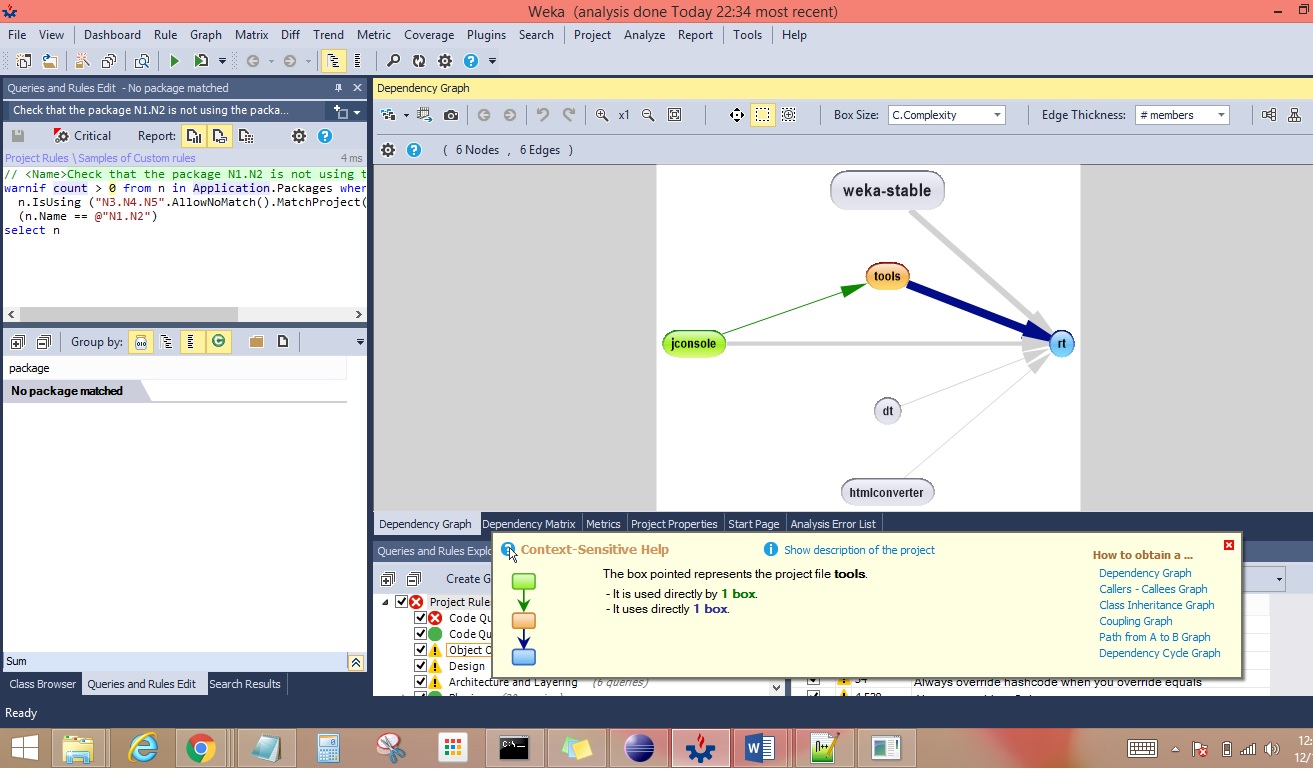 Weka (analysis done Today 22:34 most recent)
File View Dashboard Rule Graph Matrix Diff Trend Metric Coverage Plugins Search Project Analyze Report Tools Help
Queries and Rules Edit - No package matched
Check that the package N1.N2 is not using the packa...
Critical Report:
Project Rules \ Samples of Custom rules 4 ms
// <Name>Check that the package N1.N2 is not using t
warnif count > 0 from n in Application.Packages wher
n.IsUsing ("N3.N4.N5".AllowNoMatch().MatchProject(
(n.Name == @"N1.N2")
select n
Group by:
package
No package matched
Sum
Class Browser Queries and Rules Edit Search Results
Dependency Graph
x1 Box Size: C.Complexity Edge Thickness: # members
( 6 Nodes , 6 Edges )
weka-stable
tools
jconsole
rt
dt
htmlconverter
Dependency Graph Dependency Matrix Metrics Project Properties Start Page Analysis Error List
Queries and Rules Explo
Create G
Project Rule
Code Qu
Code Qu
Object O
Design
Architecture and Layering (6 queries)
Always override hashcode when you override equals
Context-Sensitive Help
Show description of the project
The box pointed represents the project file tools.
- It is used directly by 1 box.
- It uses directly 1 box.
How to obtain a ...
Dependency Graph
Callers - Callees Graph
Class Inheritance Graph
Coupling Graph
Path from A to B Graph
Dependency Cycle Graph
Ready
12:
12/